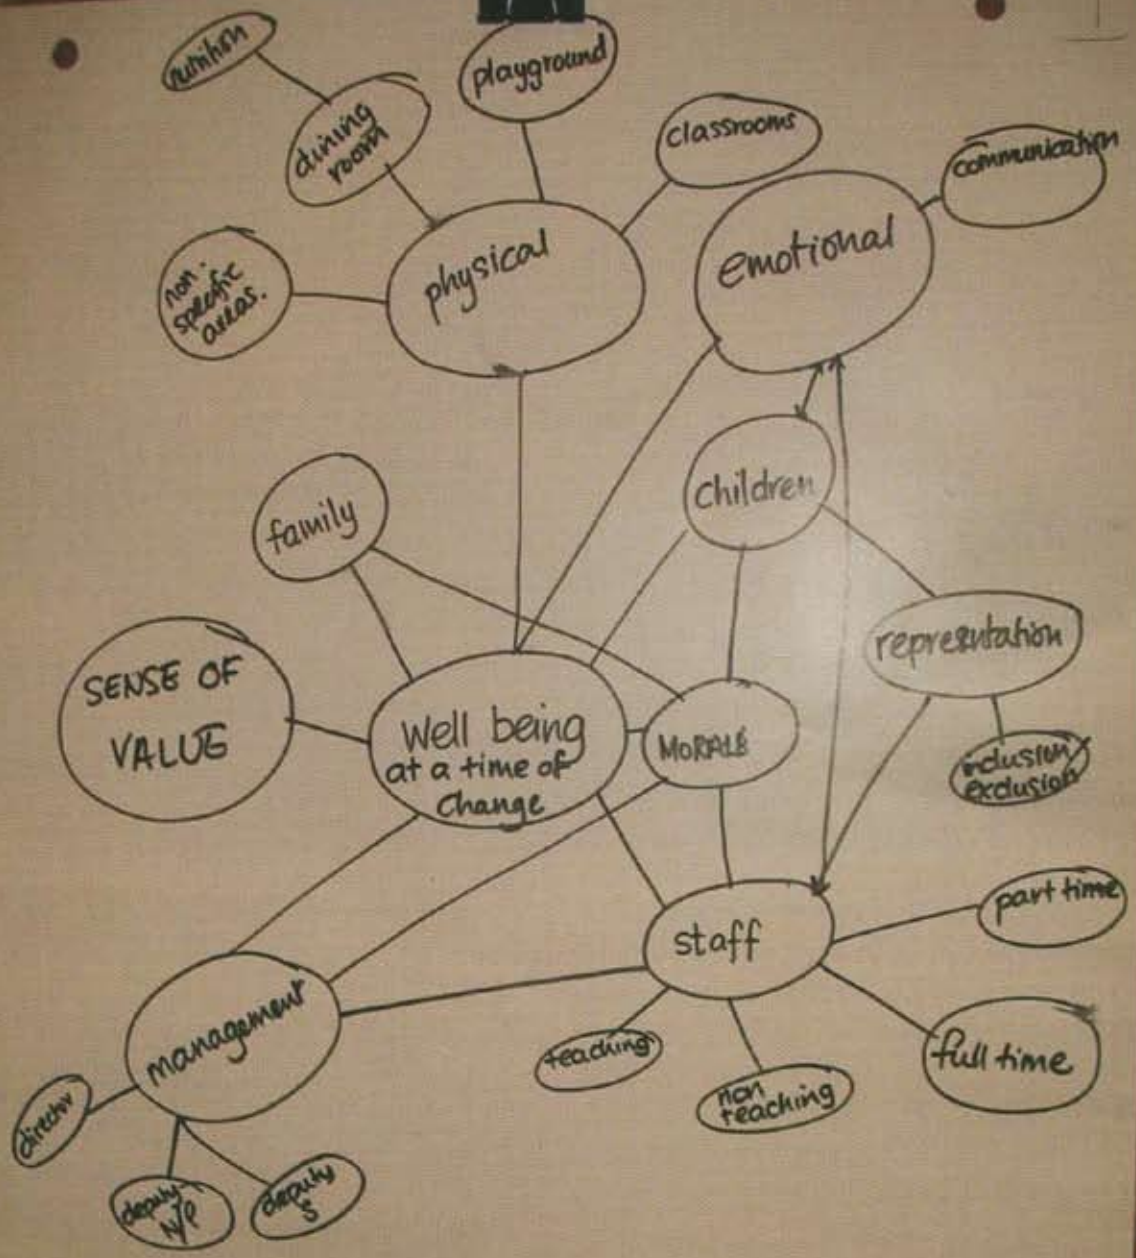 nutrition
playground
dining
room
classrooms
communication
emotional
physical
non-
specific
areas.
children
family
representation
SENSE OF
VALUE
Well being
at a time of
Change
MORALE
inclusion/
exclusion
part time
staff
management
teaching
full time
non
teaching
director
deputy
N/P
deputy
S